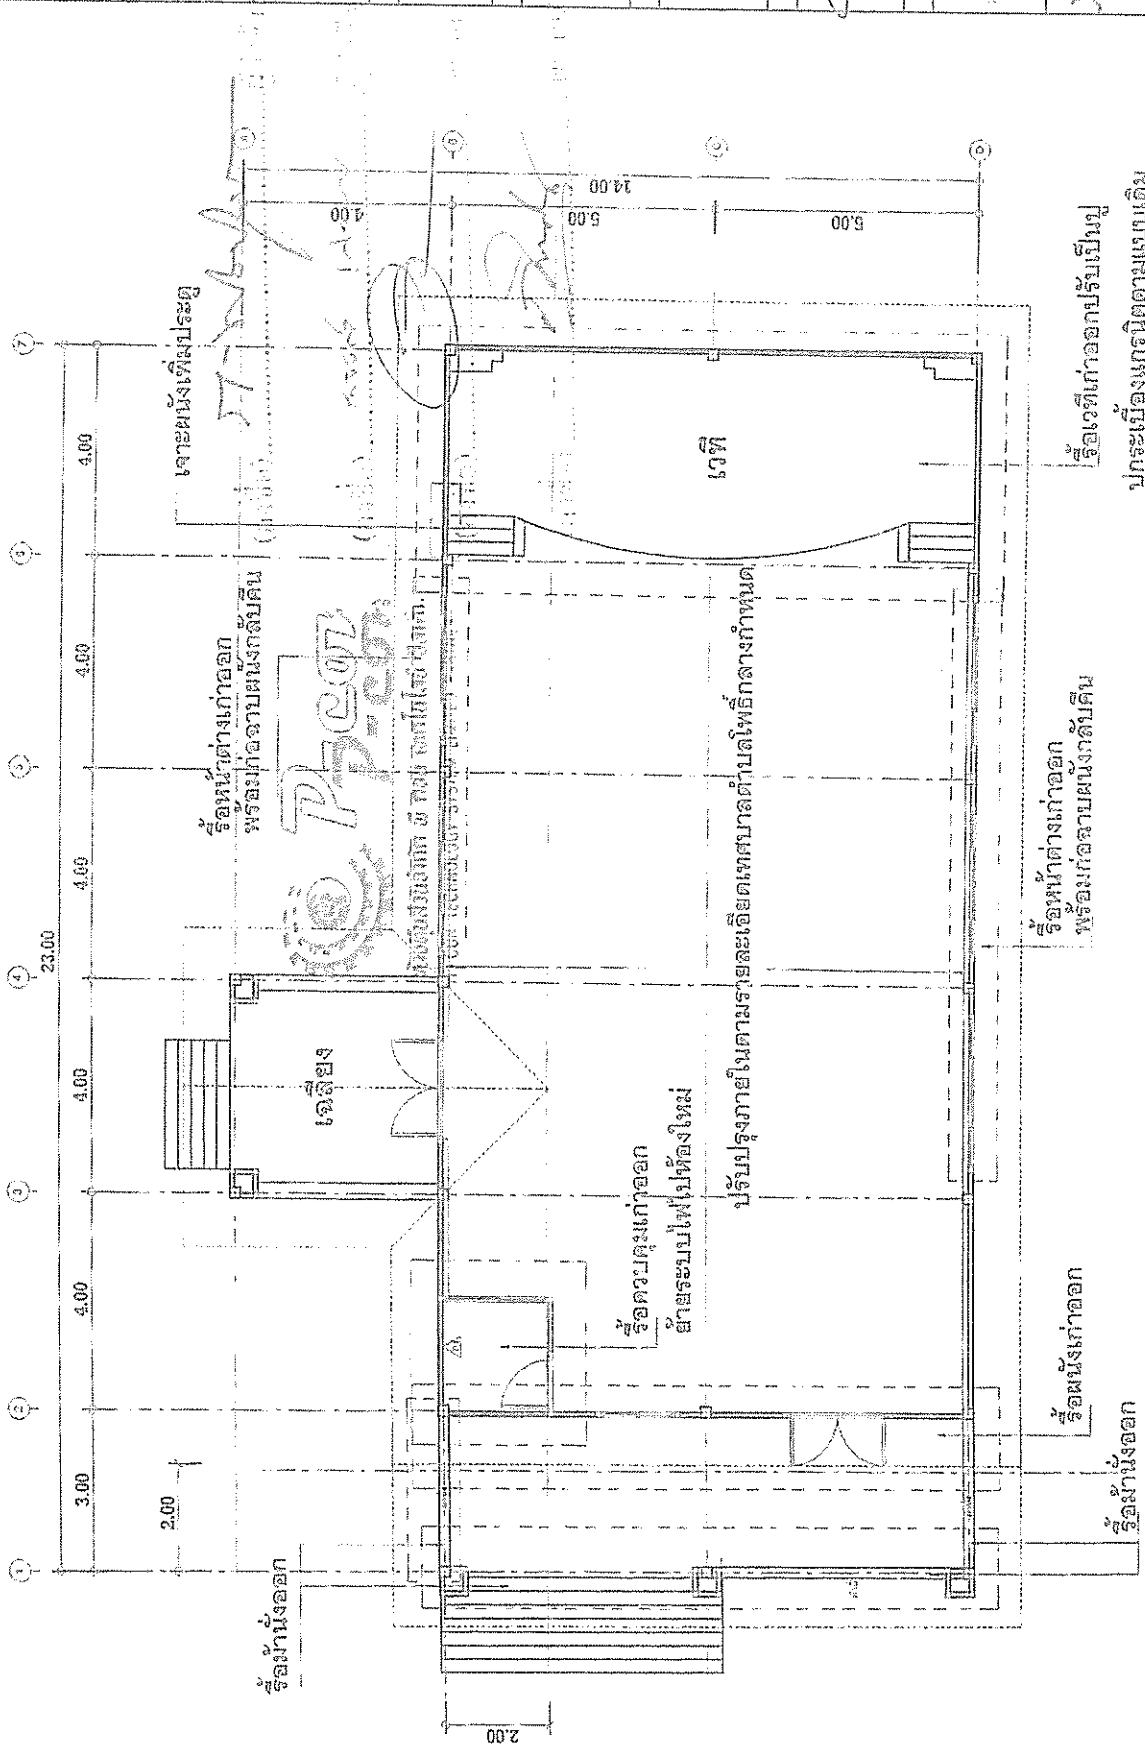 23.00
3.00
4.00
4.00
4.00
4.00
4.00
2.00
1
2
3
4
5
6
7
รื้อม้านั่งออก
รื้อหน้าต่างเก่าออก
พร้อมก่อฉาบผนังกลับคืน
เจาะผนังเพิ่มประตู
P-CON
เฉลียง
เวที
4.00
5.00
5.00
14.00
A
B
C
D
2.00
รื้อควบคุมเก่าออก
ย้ายระบบไฟไปห้องใหม่
ปรับปรุงภายในตามรายละเอียดเทศบาลตำบลโพธิ์กลางกำหนด
รื้อม้านั่งออก
รื้อผนังเก่าออก
รื้อหน้าต่างเก่าออก
พร้อมก่อฉาบผนังกลับคืน
รื้อเวทีเก่าออกปรับเป็นปู
ปกระเบื้องแกรนิตตามแบบเดิม